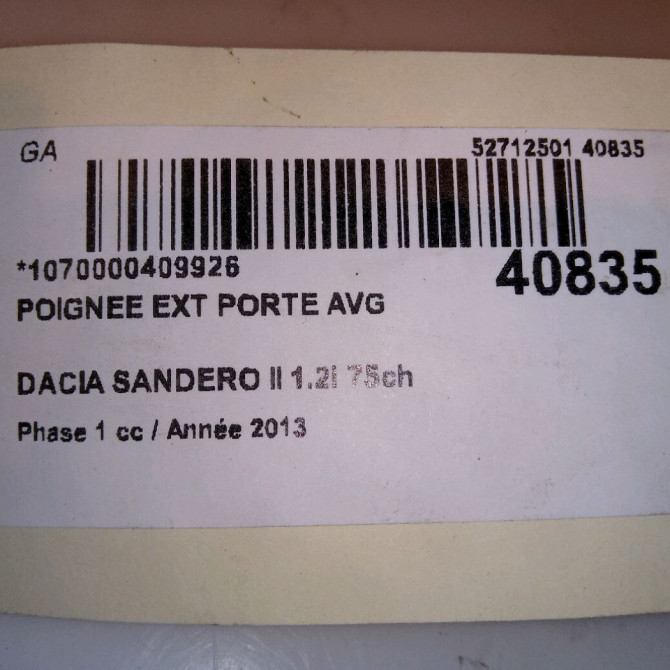 GA
52712501 40835
*1070000409926
40835
POIGNEE EXT PORTE AVG
DACIA SANDERO II 1.2i 75ch
Phase 1 cc / Année 2013